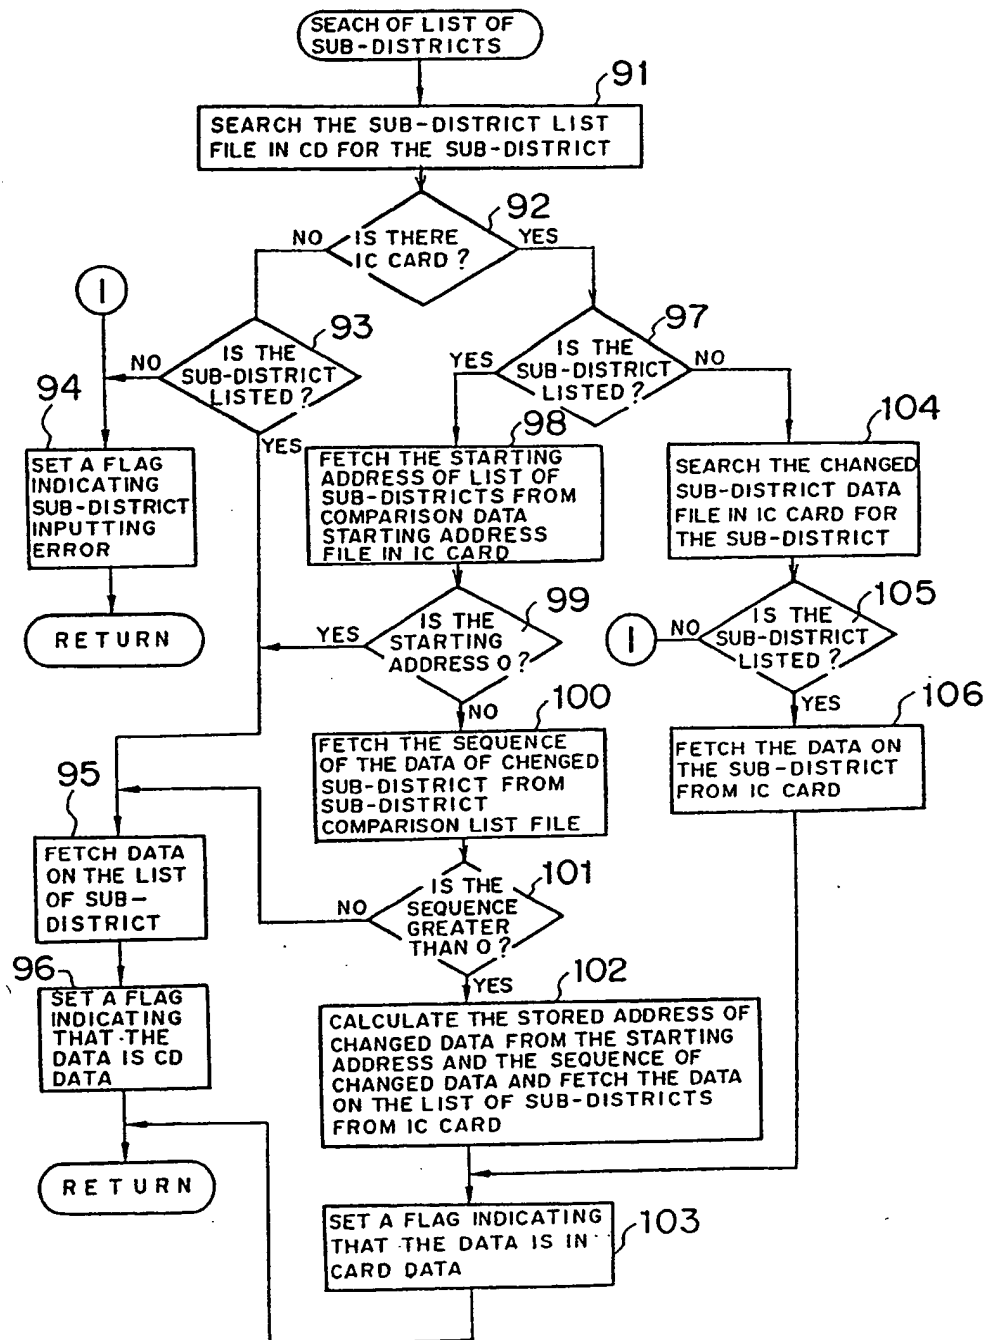 SEACH OF LIST OF
SUB-DISTRICTS
91
SEARCH THE SUB-DISTRICT LIST
FILE IN CD FOR THE SUB-DISTRICT
92
IS THERE
IC CARD?
NO
YES
1
93
IS THE
SUB-DISTRICT
LISTED?
NO
YES
94
SET A FLAG
INDICATING
SUB-DISTRICT
INPUTTING
ERROR
RETURN
97
IS THE
SUB-DISTRICT
LISTED?
YES
NO
98
FETCH THE STARTING
ADDRESS OF LIST OF
SUB-DISTRICTS FROM
COMPARISON DATA
STARTING ADDRESS
FILE IN IC CARD
104
SEARCH THE CHANGED
SUB-DISTRICT DATA
FILE IN IC CARD FOR
THE SUB-DISTRICT
99
IS THE
STARTING
ADDRESS 0?
YES
NO
105
IS THE
SUB-DISTRICT
LISTED?
NO
1
YES
100
FETCH THE SEQUENCE
OF THE DATA OF CHENGED
SUB-DISTRICT FROM
SUB-DISTRICT
COMPARISON LIST FILE
106
FETCH THE DATA ON
THE SUB-DISTRICT
FROM IC CARD
95
FETCH DATA
ON THE LIST
OF SUB-
DISTRICT
101
IS THE
SEQUENCE
GREATER
THAN 0?
NO
YES
96
SET A FLAG
INDICATING
THAT THE
DATA IS CD
DATA
102
CALCULATE THE STORED ADDRESS OF
CHANGED DATA FROM THE STARTING
ADDRESS AND THE SEQUENCE OF
CHANGED DATA AND FETCH THE DATA
ON THE LIST OF SUB-DISTRICTS
FROM IC CARD
RETURN
103
SET A FLAG INDICATING
THAT THE DATA IS IN
CARD DATA